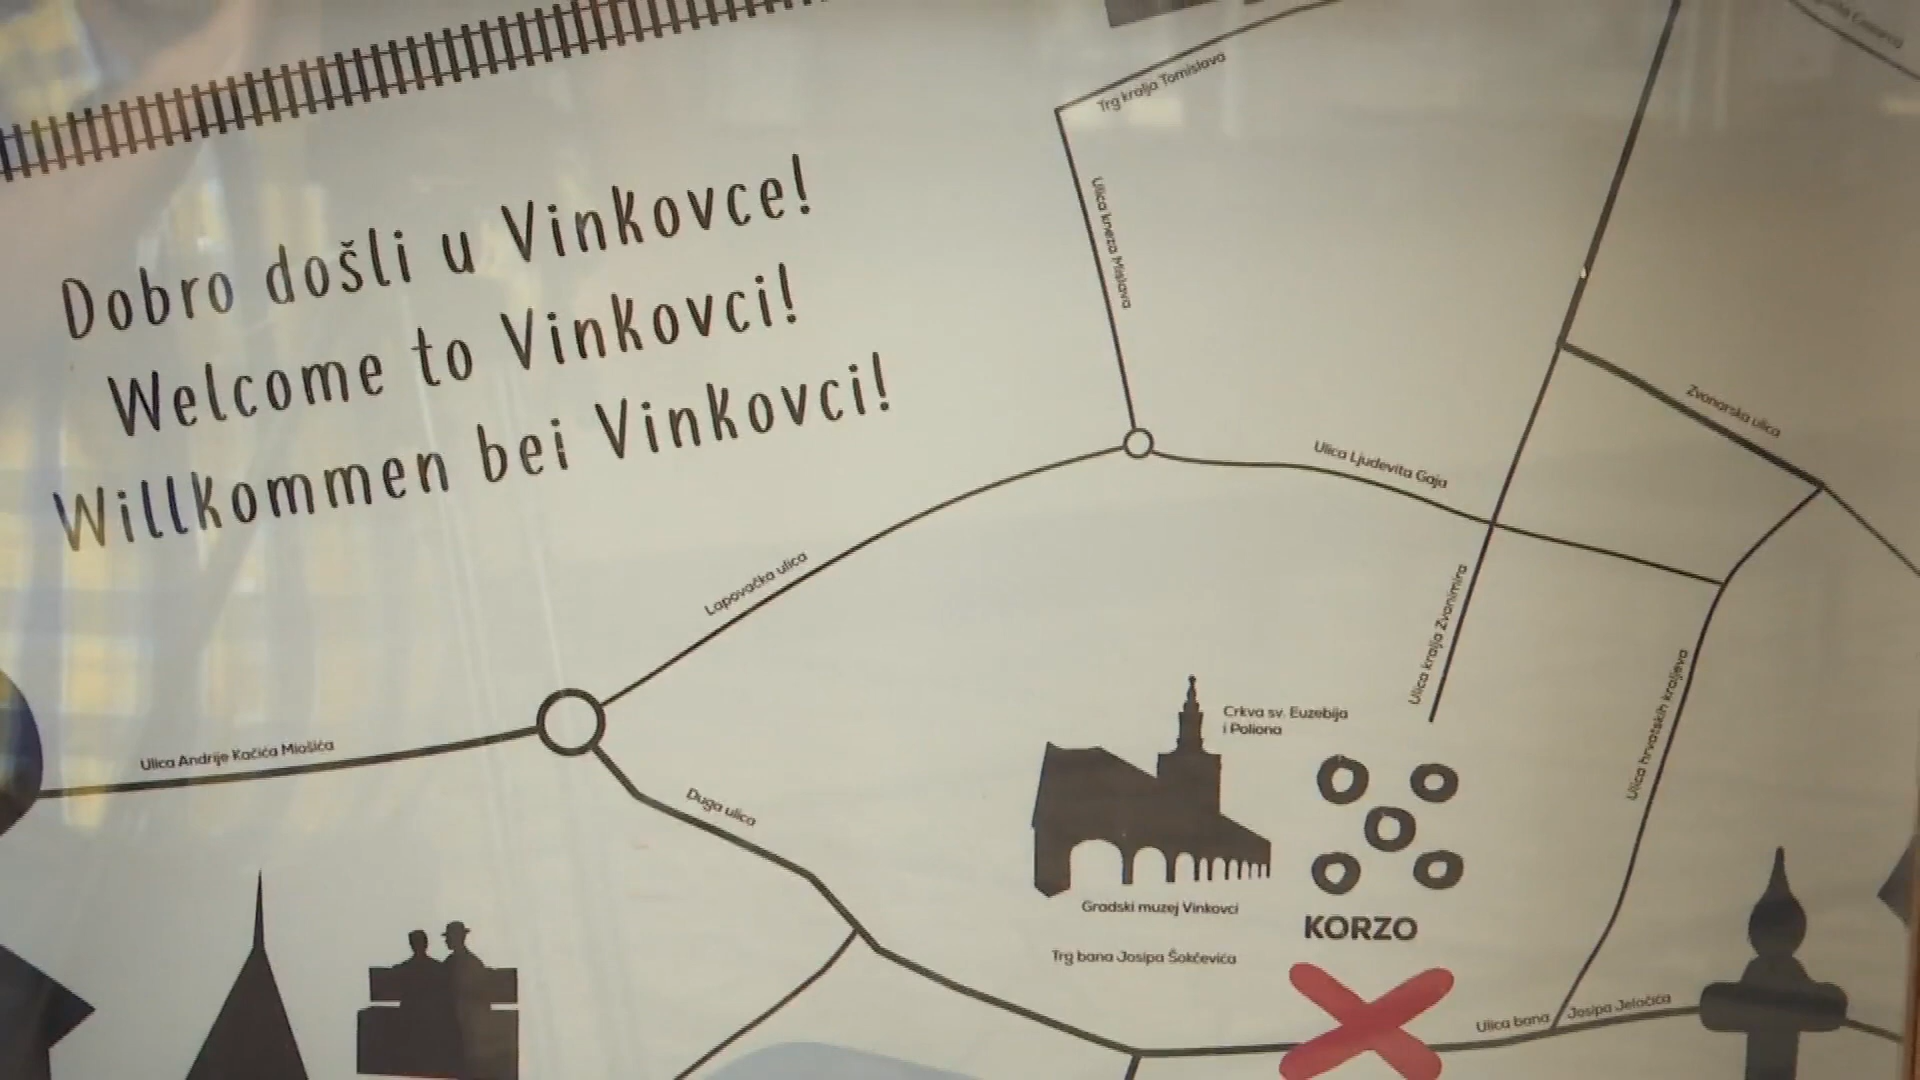 Trg kralja Tomislava
Dobro došli u Vinkovce!
Welcome to Vinkovci!
Willkommen bei Vinkovci!
Ulica kneza Mislava
Zvonarska ulica
Ulica Ljudevita Gaja
Lapovačka ulica
Ulica kralja Zvonimira
Ulica hrvatskih kraljeva
Crkva sv. Euzebija
i Poliona
Ulica Andrije Kačića Miošića
Duga ulica
Gradski muzej Vinkovci
KORZO
Trg bana Josipa Šokčevića
Ulica bana Josipa Jelačića